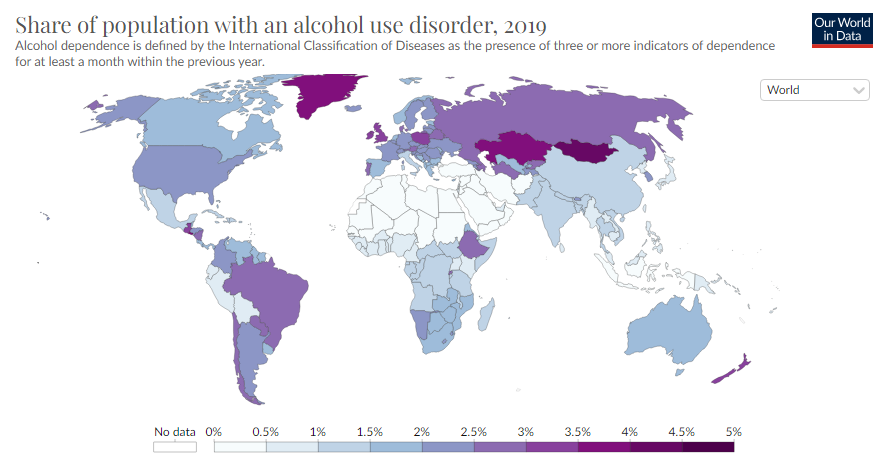 Share of population with an alcohol use disorder, 2019
Alcohol dependence is defined by the International Classification of Diseases as the presence of three or more indicators of dependence
for at least a month within the previous year.
Our World
in Data
World
No data 0% 0.5% 1% 1.5% 2% 2.5% 3% 3.5% 4% 4.5% 5%